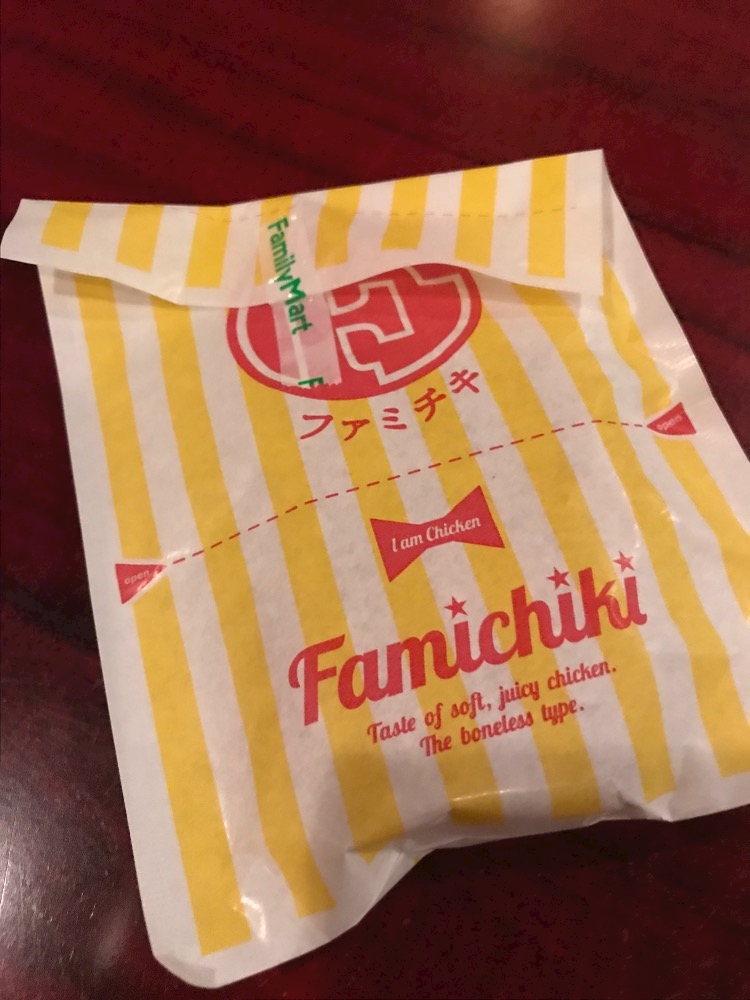 FamilyMart
F
ファミチキ
open
I am Chicken
open
Famichiki
Taste of soft, juicy chicken.
The boneless type.